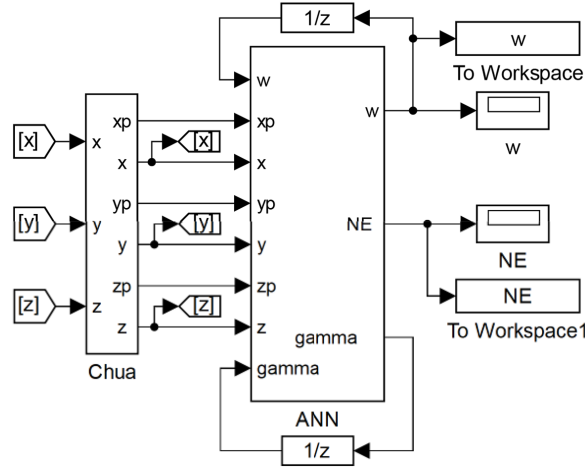 1/z
w
w
To Workspace
w
xp
xp
w
[x]
x
x
[x]
x
w
yp
yp
[y]
y
y
[y]
y
NE
NE
zp
zp
NE
[z]
z
z
[z]
z
gamma
To Workspace1
Chua
gamma
ANN
1/z